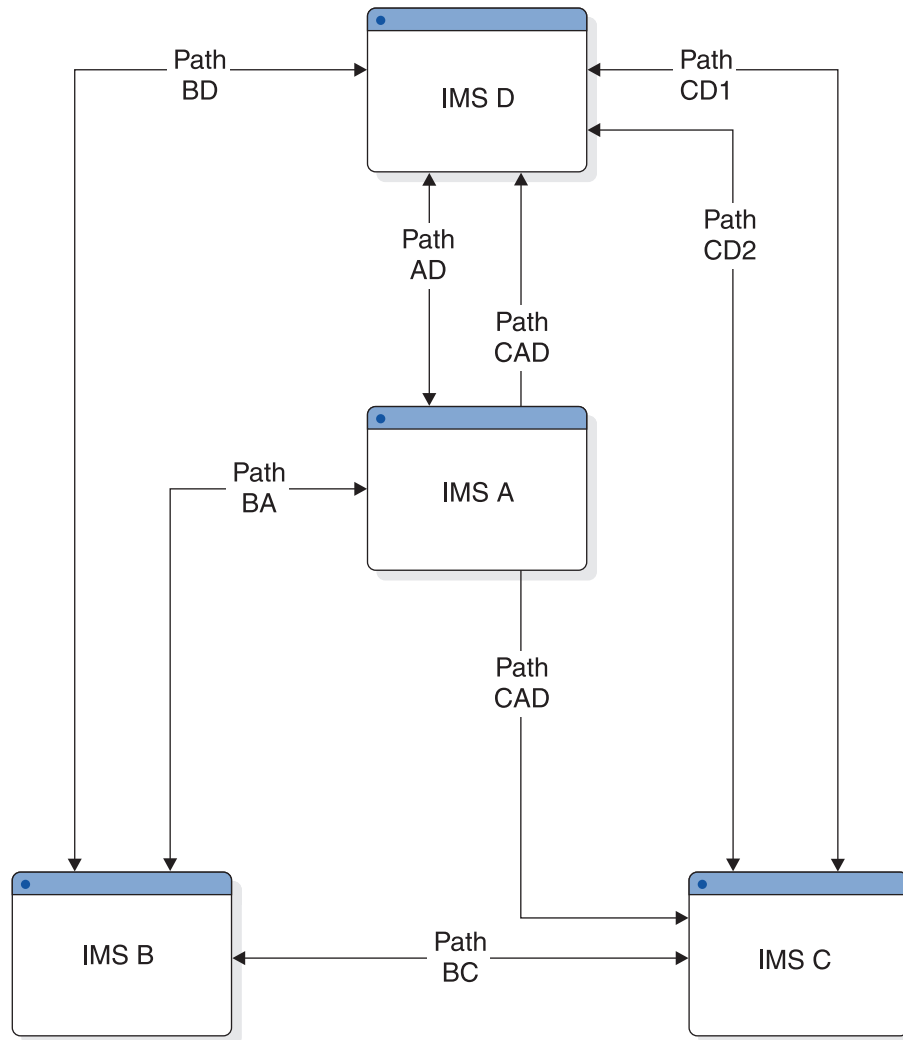 Path
BD
IMS D
Path
CD1
Path
AD
Path
CD2
Path
CAD
Path
BA
IMS A
Path
CAD
IMS B
Path
BC
IMS C